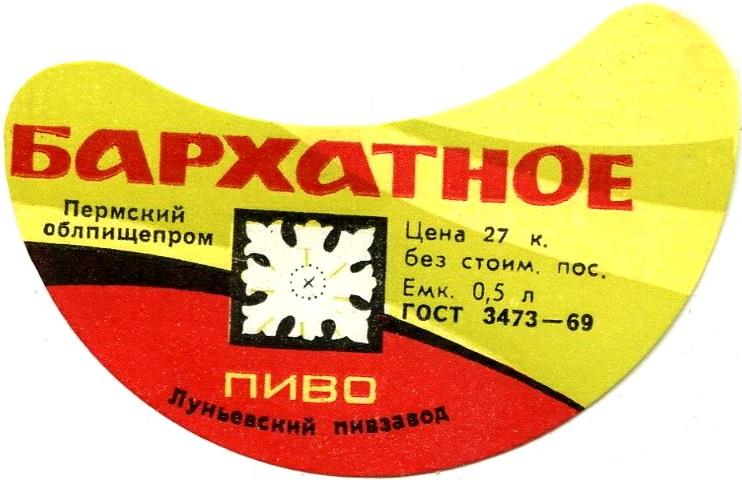 БАРХАТНОЕ
Пермский
облпищепром
Цена 27 к.
без стоим. пос.
Емк. 0,5 л
ГОСТ 3473—69
ПИВО
Луньевский пивзавод